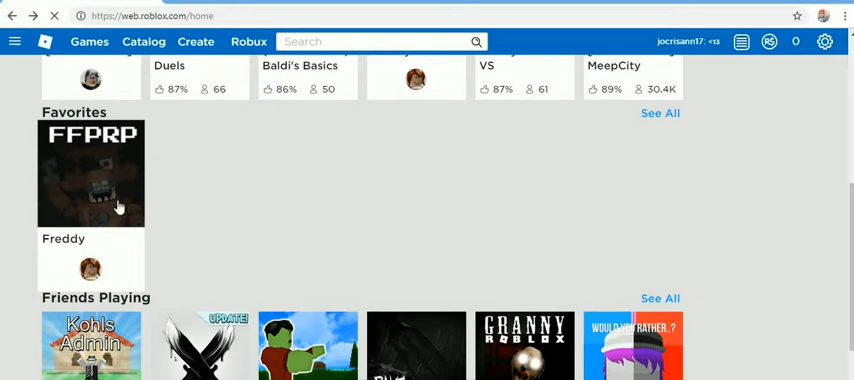 https://web.roblox.com/home
Games Catalog Create Robux Search jocrisann17: <13 0
Duels Baldi's Basics VS MeepCity
87% 66 86% 50 87% 61 89% 30.4K
Favorites See All
FFPRP
Freddy
Friends Playing See All
Kohls
Admin
UPDATE!
GRANNY
ROBLOX
WOULD YOU RATHER..?